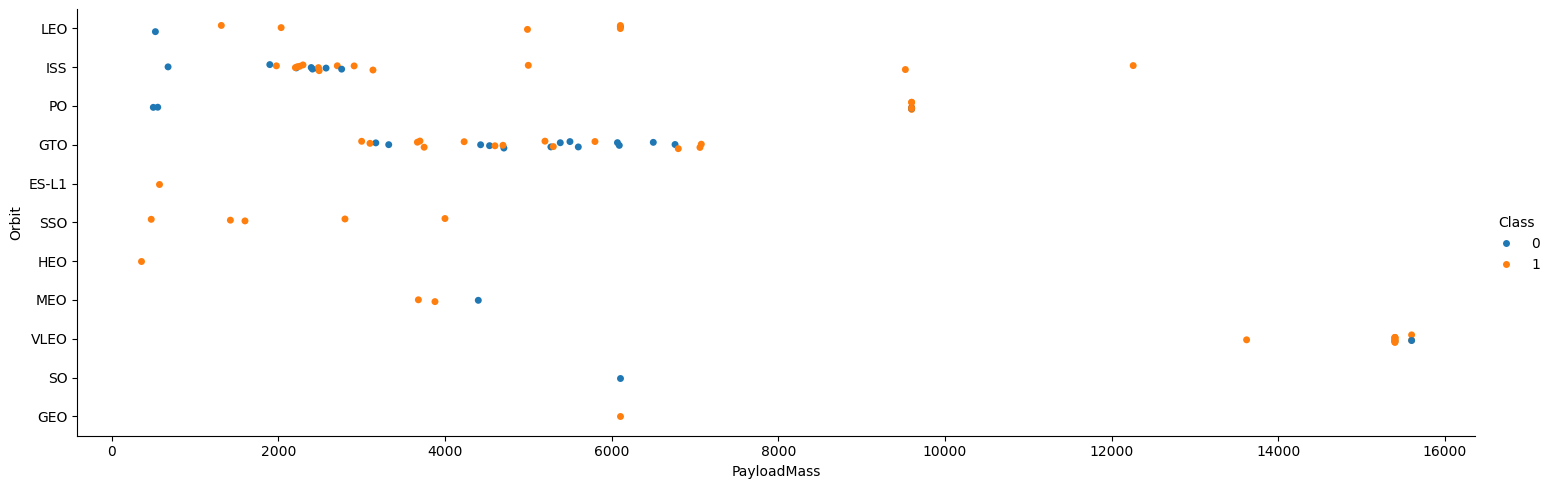 Orbit
LEO
ISS
PO
GTO
ES-L1
SSO
HEO
MEO
VLEO
SO
GEO
0 2000 4000 6000 8000 10000 12000 14000 16000
PayloadMass
Class
0
1